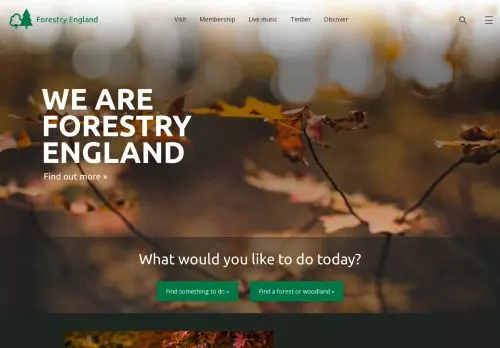 Forestry England
Visit Membership Live music Timber Discover
WE ARE
FORESTRY
ENGLAND
Find out more »
What would you like to do today?
Find something to do »
Find a forest or woodland »